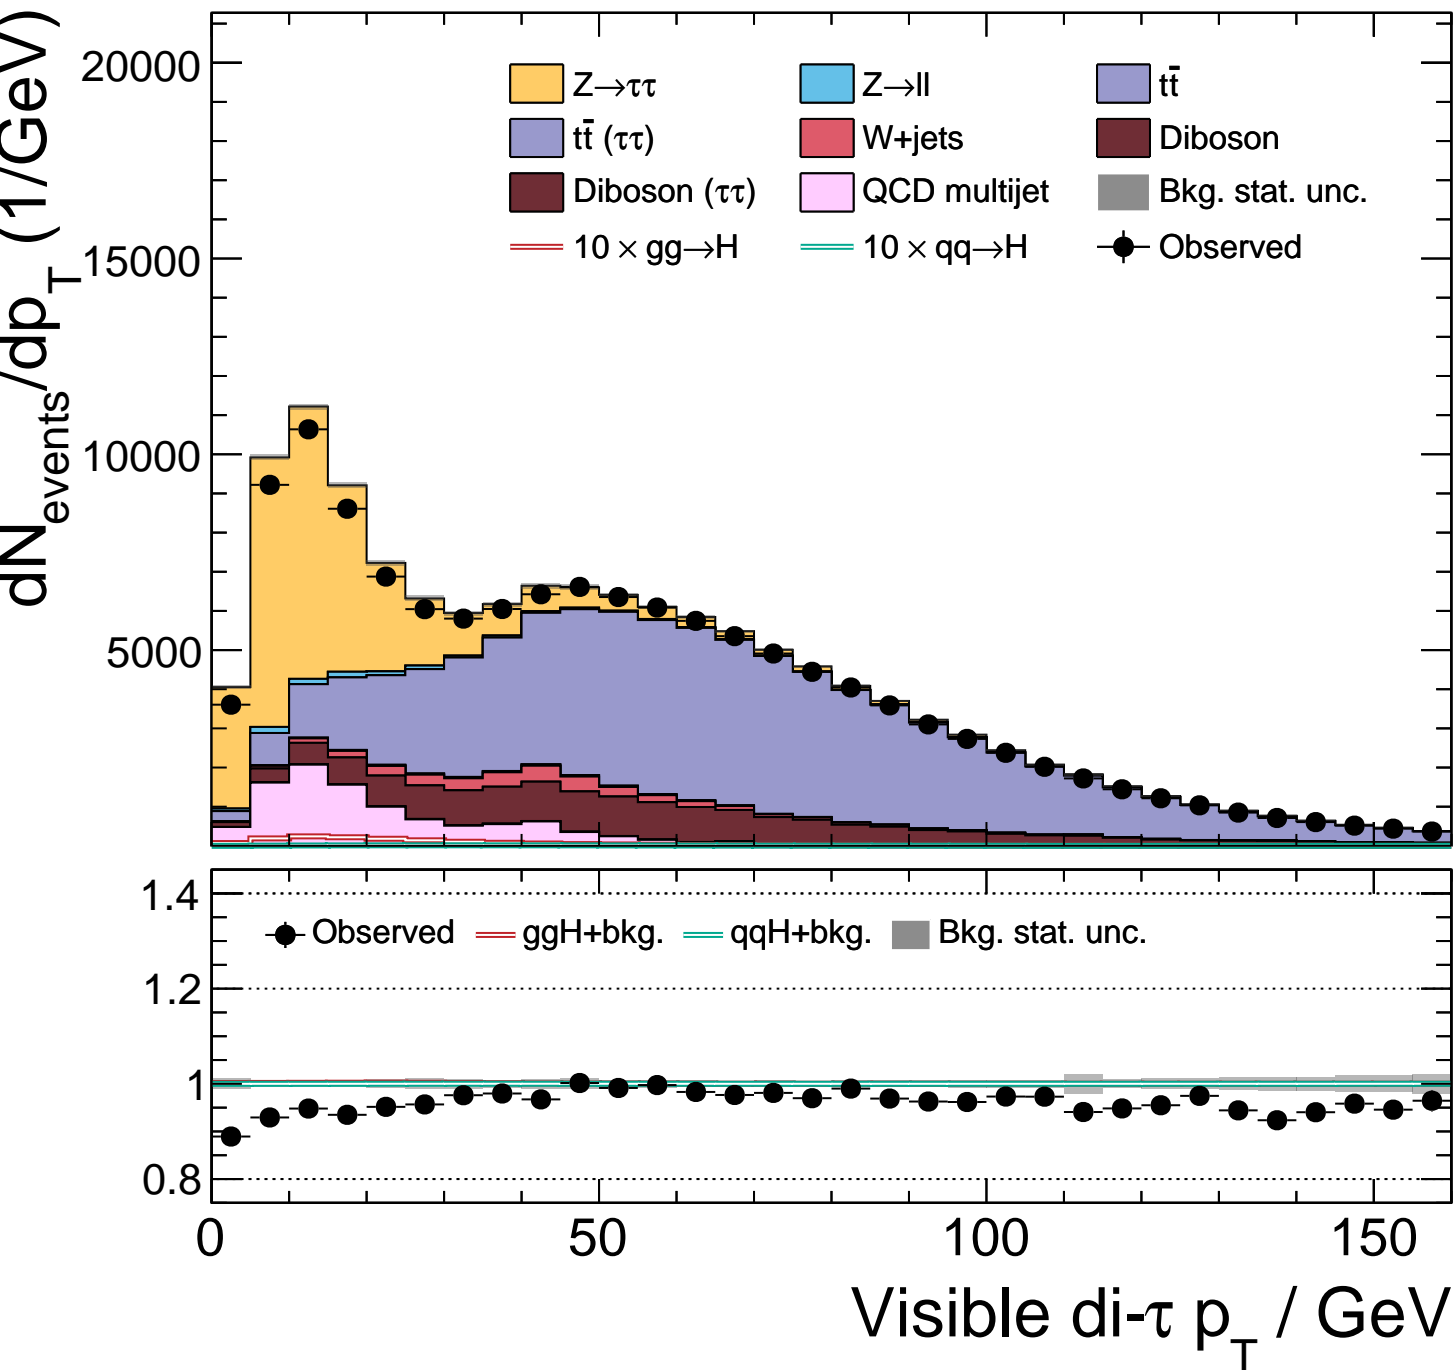 dN_events/dp_T (1/GeV)
20000
15000
10000
5000
Z→ττ Z→ll tt̄
tt̄ (ττ) W+jets Diboson
Diboson (ττ) QCD multijet Bkg. stat. unc.
10 × gg→H 10 × qq→H Observed
1.4
1.2
1
0.8
Observed ggH+bkg. qqH+bkg. Bkg. stat. unc.
0 50 100 150
Visible di-τ p_T / GeV